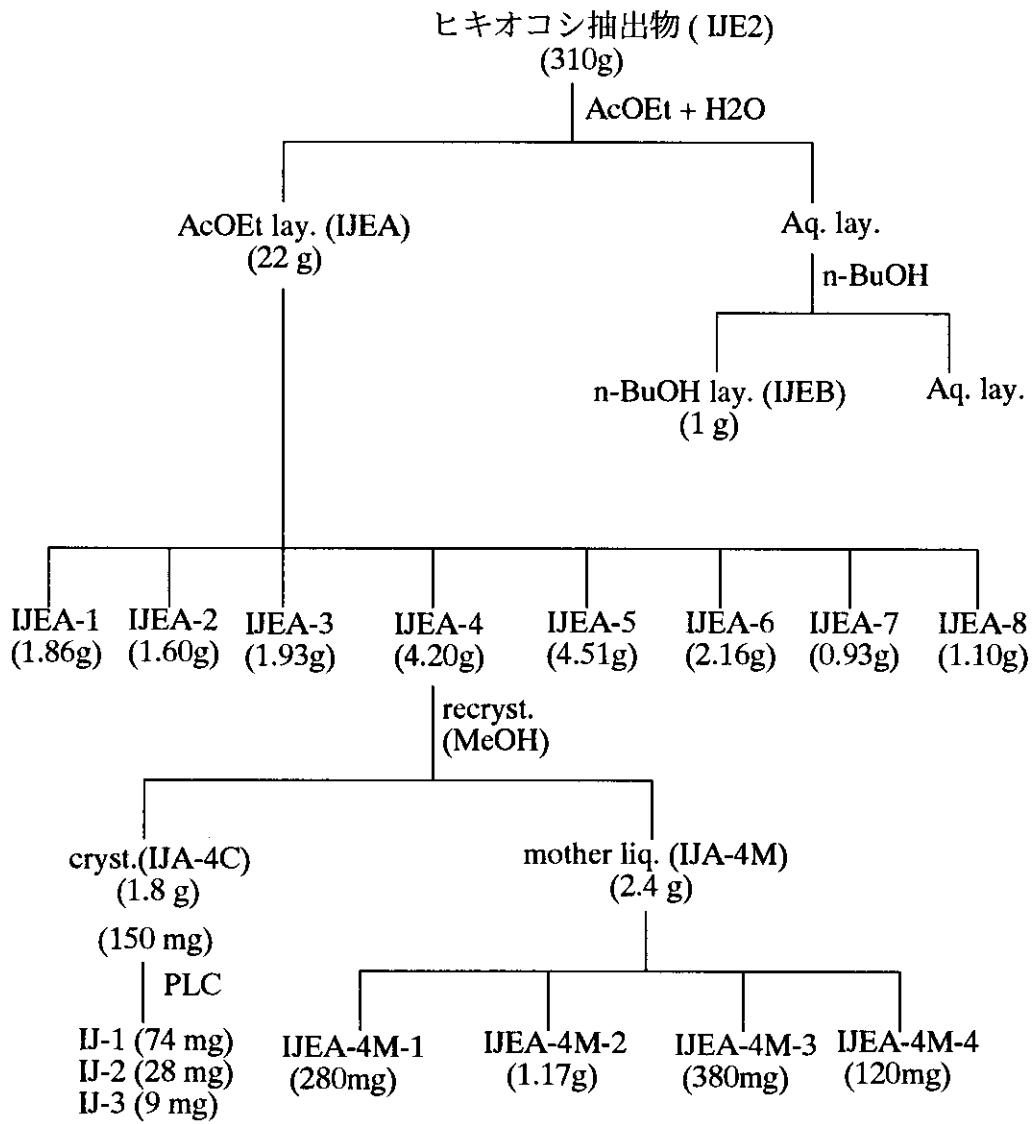 ヒキオコシ抽出物 ( IJE2)
(310g)
AcOEt + H2O
AcOEt lay. (IJEA)
(22 g)
Aq. lay.
n-BuOH
n-BuOH lay. (IJEB)
(1 g)
Aq. lay.
IJEA-1
(1.86g)
IJEA-2
(1.60g)
IJEA-3
(1.93g)
IJEA-4
(4.20g)
IJEA-5
(4.51g)
IJEA-6
(2.16g)
IJEA-7
(0.93g)
IJEA-8
(1.10g)
recryst.
(MeOH)
cryst.(IJA-4C)
(1.8 g)
(150 mg)
PLC
IJ-1 (74 mg)
IJ-2 (28 mg)
IJ-3 (9 mg)
mother liq. (IJA-4M)
(2.4 g)
IJEA-4M-1
(280mg)
IJEA-4M-2
(1.17g)
IJEA-4M-3
(380mg)
IJEA-4M-4
(120mg)